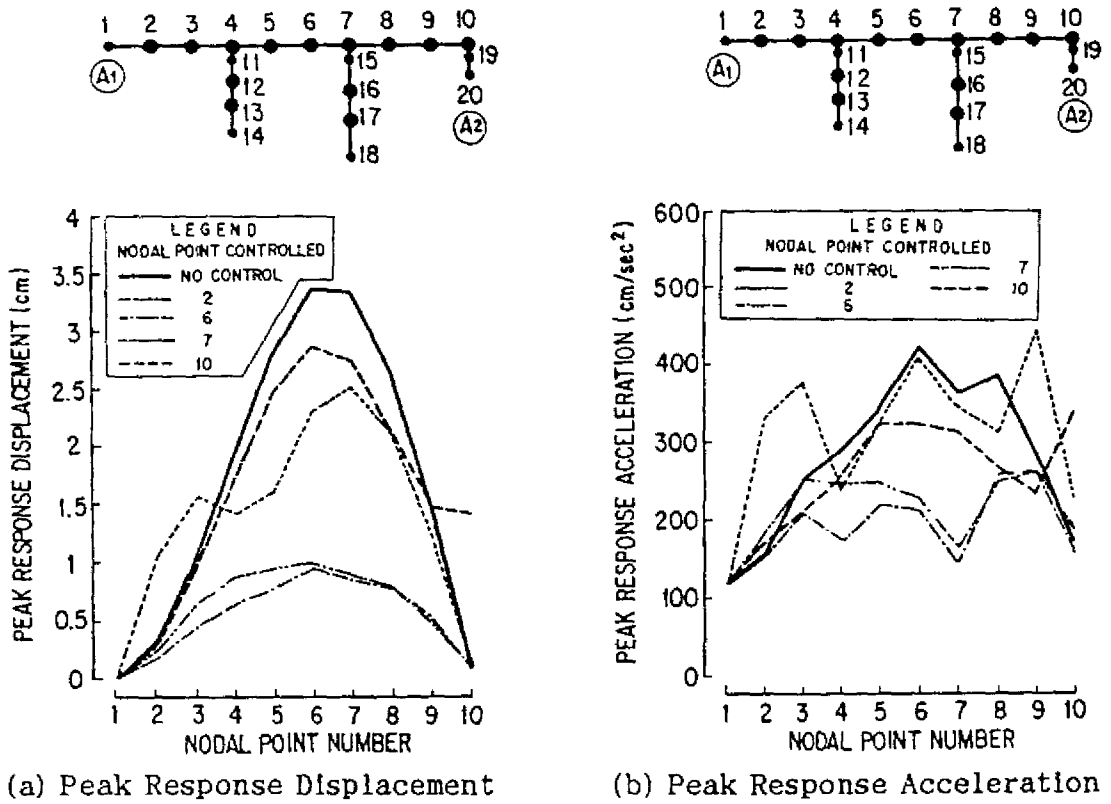 1 2 3 4 5 6 7 8 9 10
11 15 19
A1 12 16 20
13 17 A2
14 18
1 2 3 4 5 6 7 8 9 10
11 15 19
A1 12 16 20
13 17 A2
14 18
PEAK RESPONSE DISPLACEMENT (cm)
4
3.5
3
2.5
2
1.5
1
0.5
0
LEGEND
NODAL POINT CONTROLLED
NO CONTROL
2
6
7
10
1 2 3 4 5 6 7 8 9 10
NODAL POINT NUMBER
(a) Peak Response Displacement
PEAK RESPONSE ACCELERATION (cm/sec²)
600
500
400
300
200
100
0
LEGEND
NODAL POINT CONTROLLED
NO CONTROL 7
2 10
6
1 2 3 4 5 6 7 8 9 10
NODAL POINT NUMBER
(b) Peak Response Acceleration